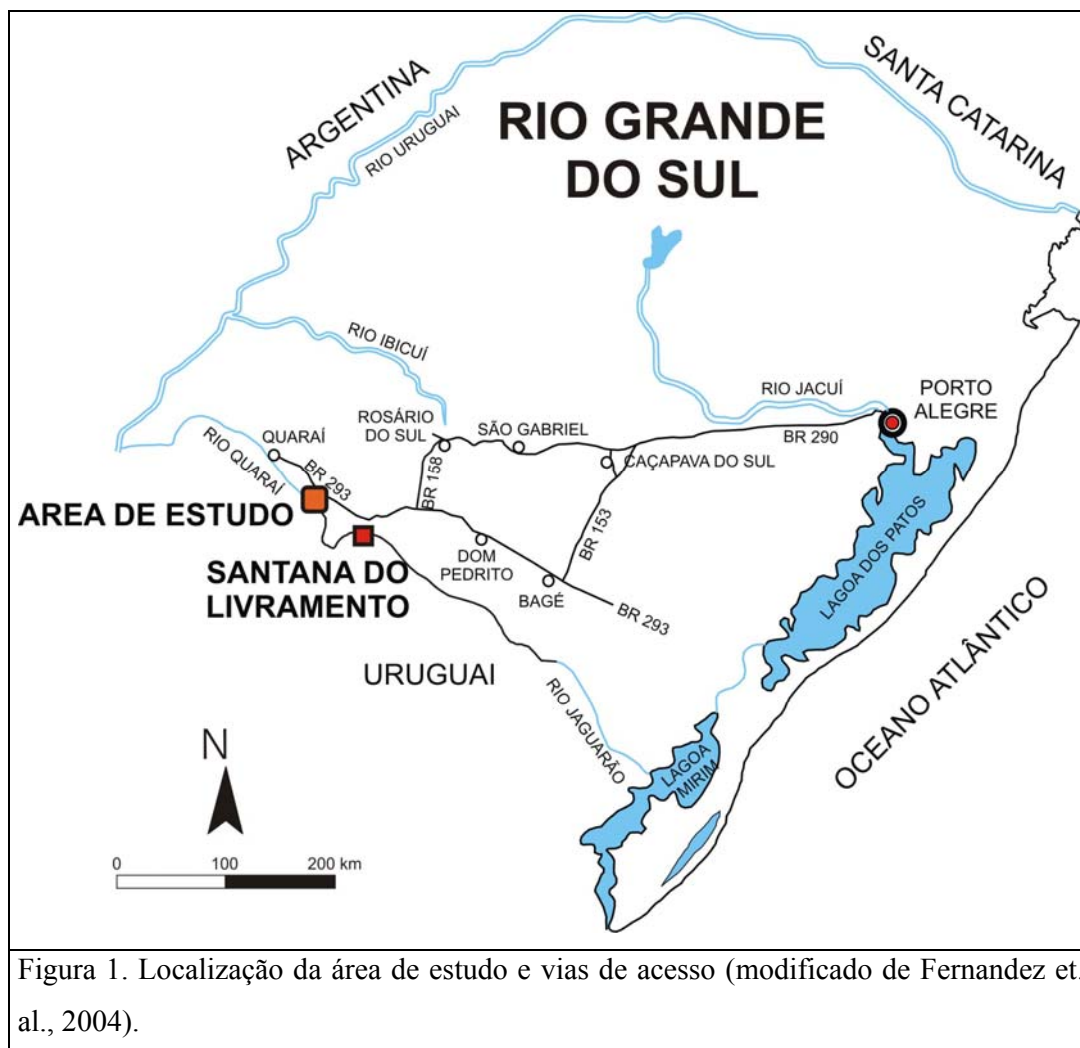 ARGENTINA
RIO URUGUAI
SANTA CATARINA
RIO GRANDE
DO SUL
RIO IBICUÍ
RIO JACUÍ
PORTO
ALEGRE
ROSÁRIO
DO SUL
SÃO GABRIEL
BR 290
QUARAÍ
RIO QUARAÍ
BR 293
BR 158
CAÇAPAVA DO SUL
AREA DE ESTUDO
BR 153
DOM
PEDRITO
SANTANA DO
LIVRAMENTO
BAGÉ
BR 293
LAGOA DOS PATOS
URUGUAI
RIO JAGUARÃO
OCEANO ATLÂNTICO
LAGOA
MIRIM
N
0 100 200 km
Figura 1. Localização da área de estudo e vias de acesso (modificado de Fernandez et.
al., 2004).